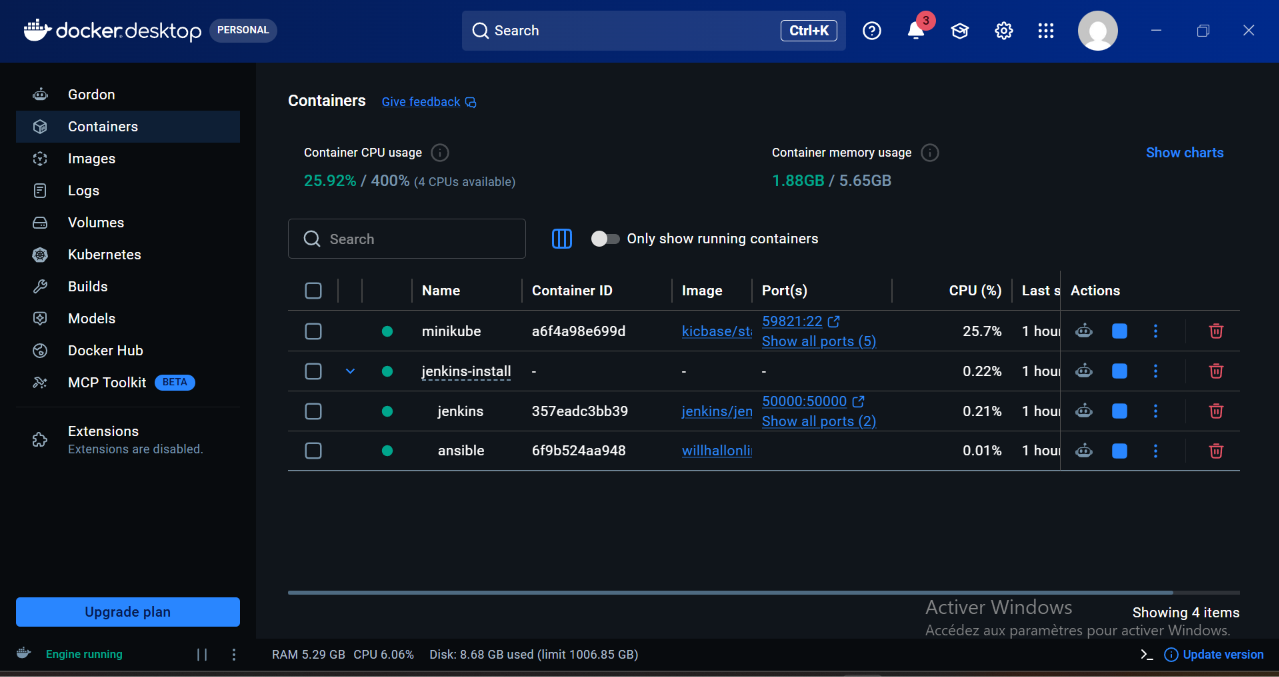 docker.desktop PERSONAL Search Ctrl+K 3
Gordon
Containers
Images
Logs
Volumes
Kubernetes
Builds
Models
Docker Hub
MCP Toolkit BETA
Extensions
Extensions are disabled.
Upgrade plan
Containers Give feedback
Container CPU usage Container memory usage Show charts
25.92% / 400% (4 CPUs available) 1.88GB / 5.65GB
Search Only show running containers
Name Container ID Image Port(s) CPU (%) Last s Actions
minikube a6f4a98e699d kicbase/sta 59821:22 25.7% 1 hour
Show all ports (5)
jenkins-install - - - 0.22% 1 hour
jenkins 357eadc3bb39 jenkins/jen 50000:50000 0.21% 1 hour
Show all ports (2)
ansible 6f9b524aa948 willhallonli 0.01% 1 hour
Activer Windows
Showing 4 items
Accédez aux paramètres pour activer Windows.
Engine running RAM 5.29 GB CPU 6.06% Disk: 8.68 GB used (limit 1006.85 GB) Update version